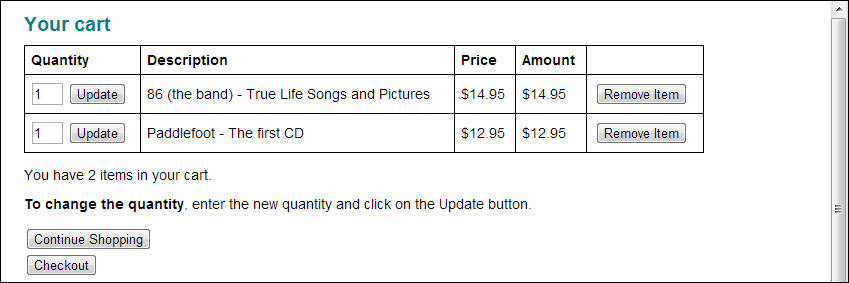 Your cart
Quantity Description Price Amount
1 Update 86 (the band) - True Life Songs and Pictures $14.95 $14.95 Remove Item
1 Update Paddlefoot - The first CD $12.95 $12.95 Remove Item
You have 2 items in your cart.
To change the quantity, enter the new quantity and click on the Update button.
Continue Shopping
Checkout